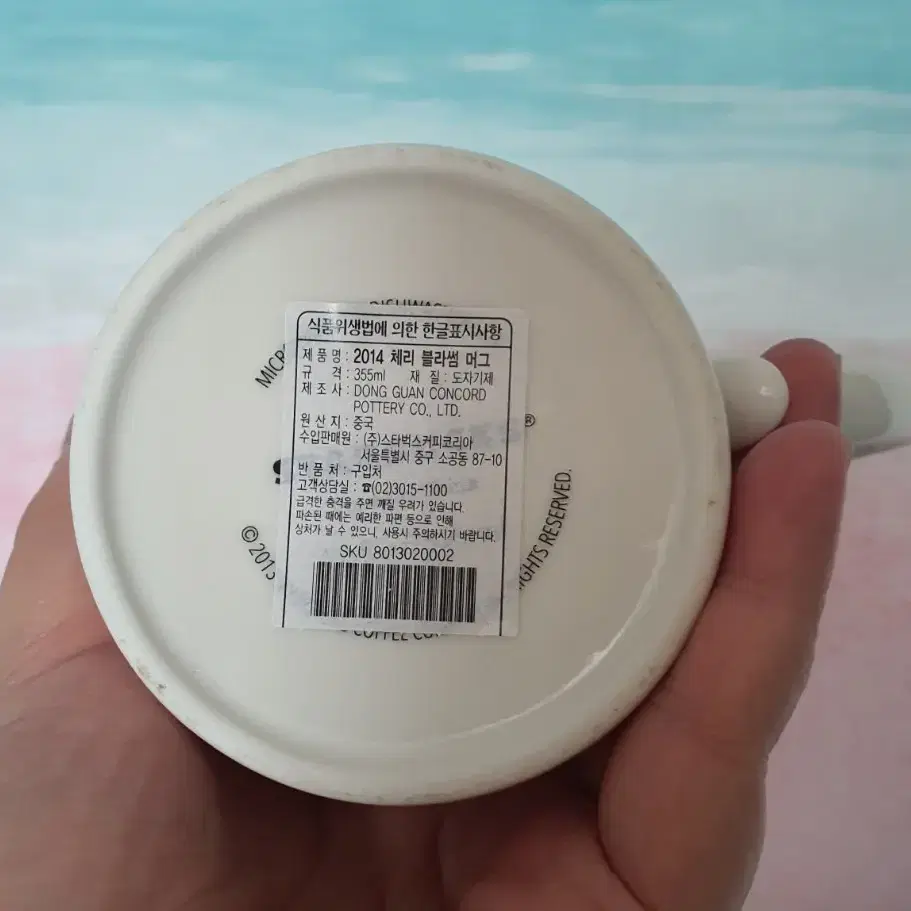 식품위생법에 의한 한글표시사항
제 품 명 : 2014 체리 블라썸 머그
규 격 : 355ml 재 질 : 도자기제
제 조 사 : DONG GUAN CONCORD
POTTERY CO., LTD.
원 산 지 : 중국
수입판매원 : (주)스타벅스커피코리아
서울특별시 중구 소공동 87-10
반 품 처 : 구입처
고객상담실 : ☎(02)3015-1100
급격한 충격을 주면 깨질 우려가 있습니다.
파손된 때에는 예리한 파편 등으로 인해
상처가 날 수 있으니, 사용시 주의하시기 바랍니다.
SKU 8013020002
®
©2013
RIGHTS RESERVED.
COFFEE